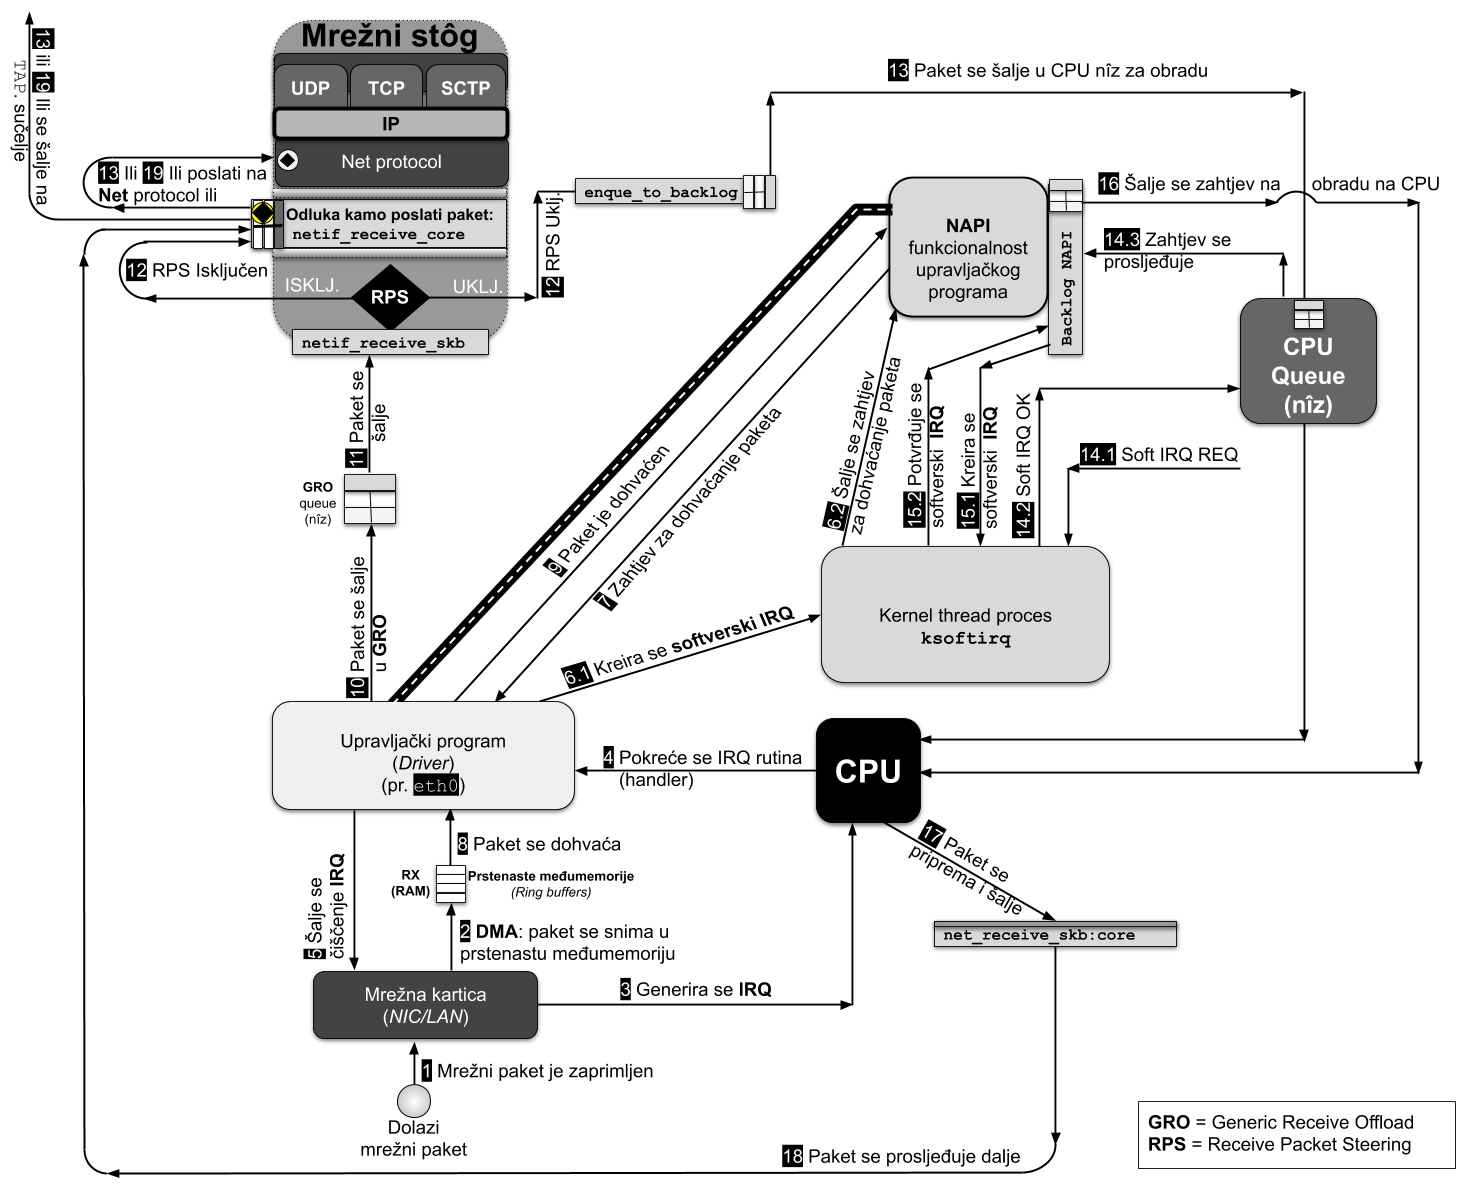 Mrežni stôg
UDP
TCP
SCTP
IP
Net protocol
13 ili 19 Ili se šalje na
TAP. sučelje
13 Ili 19 Ili poslati na
Net protocol ili
Odluka kamo poslati paket:
netif_receive_core
12 RPS Isključen
ISKLJ.
RPS
UKLJ.
netif_receive_skb
12 RPS Uklj.
enque_to_backlog
13 Paket se šalje u CPU nîz za obradu
NAPI
funkcionalnost
upravljačkog
programa
Backlog NAPI
16 Šalje se zahtjev na obradu na CPU
14.3 Zahtjev se
prosljeđuje
CPU
Queue
(nîz)
11 Paket se
šalje
GRO
queue
(nîz)
10 Paket se šalje
u GRO
9 Paket je dohvaćen
7 Zahtjev za dohvaćanje paketa
6.2 Šalje se zahtjev
za dohvaćanje paketa
15.2 Potvrđuje se
softverski IRQ
15.1 Kreira se
softverski IRQ
14.2 Soft IRQ OK
14.1 Soft IRQ REQ
6.1 Kreira se softverski IRQ
Kernel thread proces
ksoftirq
Upravljački program
(Driver)
(pr. eth0)
4 Pokreće se IRQ rutina
(handler)
CPU
8 Paket se dohvaća
RX
(RAM)
Prstenaste međumemorije
(Ring buffers)
5 Šalje se
čišćenje IRQ
2 DMA: paket se snima u
prstenastu međumemoriju
17 Paket se
priprema i šalje
net_receive_skb:core
Mrežna kartica
(NIC/LAN)
3 Generira se IRQ
1 Mrežni paket je zaprimljen
Dolazi
mrežni paket
18 Paket se prosljeđuje dalje
GRO = Generic Receive Offload
RPS = Receive Packet Steering